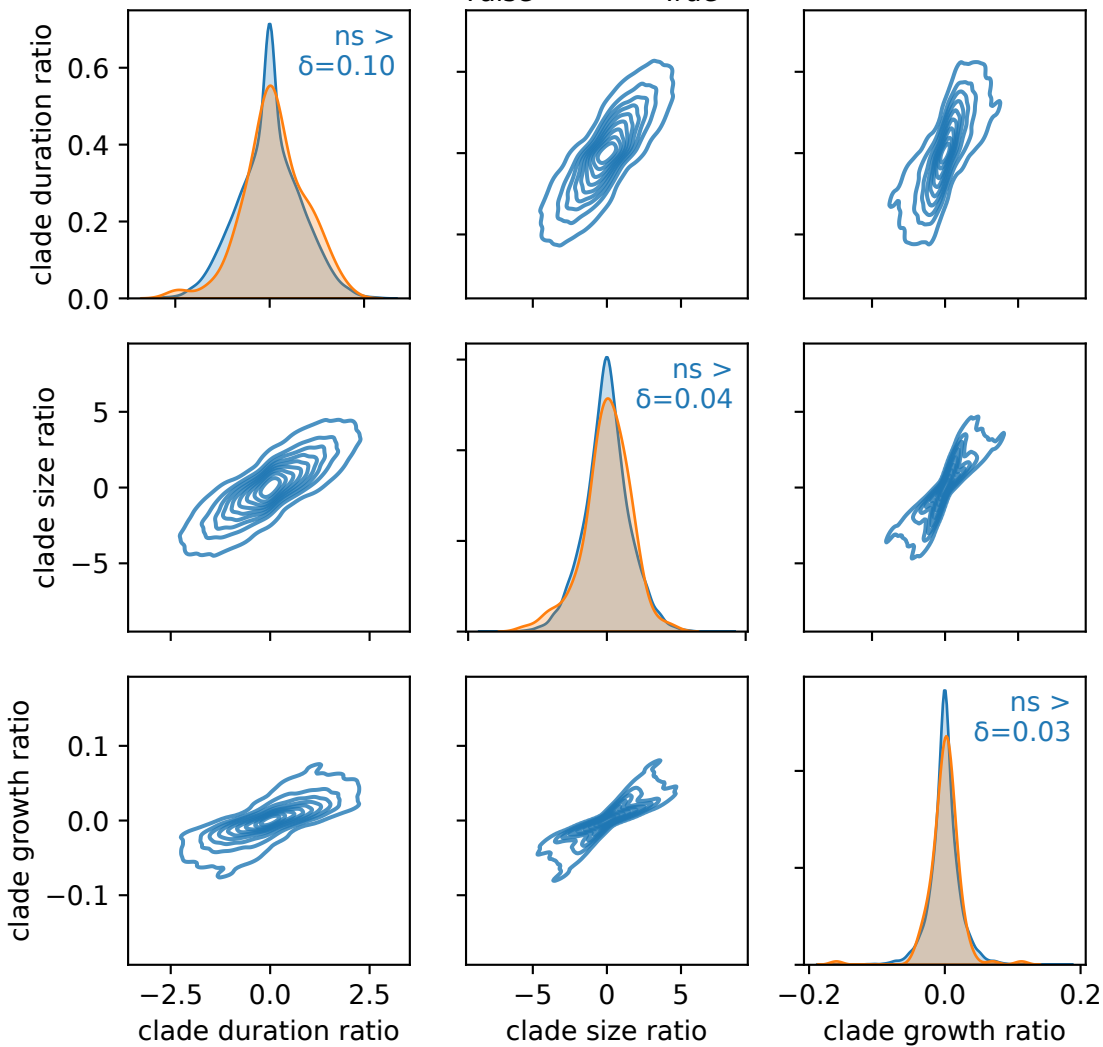 clade duration ratio
0.6
0.4
0.2
0.0
ns >
δ=0.10
clade size ratio
5
0
−5
ns >
δ=0.04
clade growth ratio
0.1
0.0
−0.1
ns >
δ=0.03
−2.5 0.0 2.5
−5 0 5
−0.2 0.0 0.2
clade duration ratio
clade size ratio
clade growth ratio